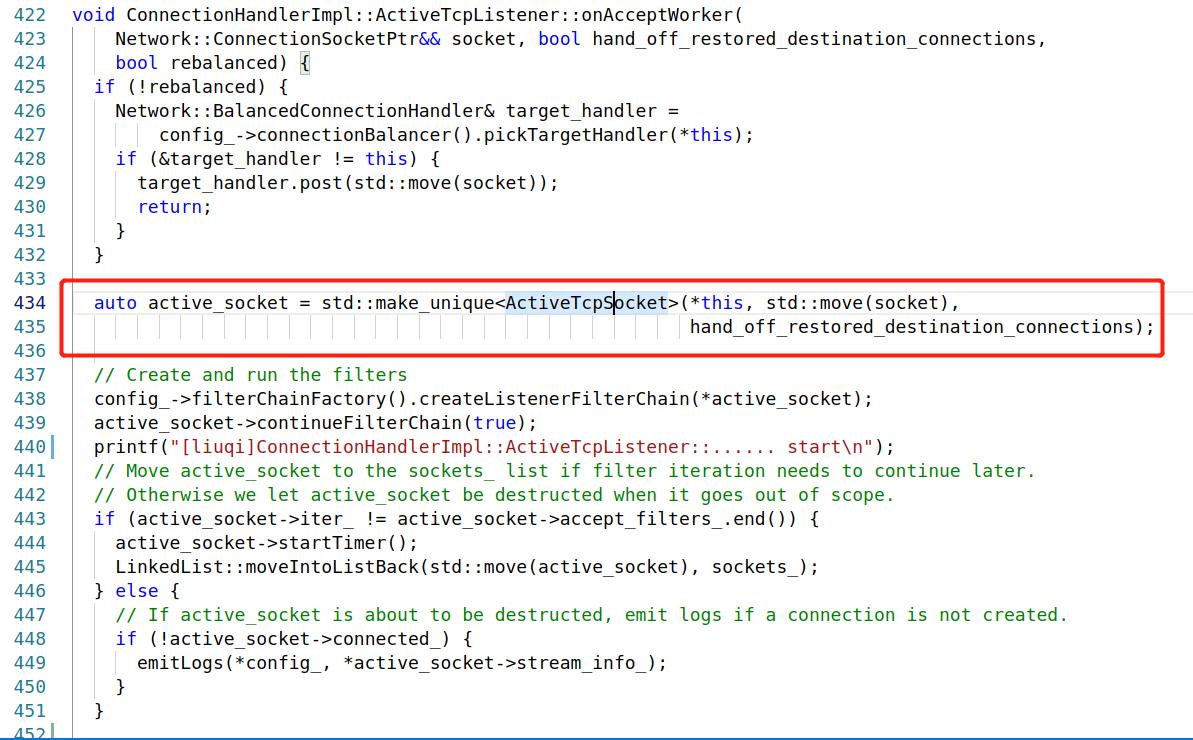 422 void ConnectionHandlerImpl::ActiveTcpListener::onAcceptWorker(
423     Network::ConnectionSocketPtr&& socket, bool hand_off_restored_destination_connections,
424     bool rebalanced) {
425   if (!rebalanced) {
426     Network::BalancedConnectionHandler& target_handler =
427         config_->connectionBalancer().pickTargetHandler(*this);
428     if (&target_handler != this) {
429       target_handler.post(std::move(socket));
430       return;
431     }
432   }
433
434   auto active_socket = std::make_unique<ActiveTcpSocket>(*this, std::move(socket),
435                                                          hand_off_restored_destination_connections);
436
437   // Create and run the filters
438   config_->filterChainFactory().createListenerFilterChain(*active_socket);
439   active_socket->continueFilterChain(true);
440   printf("[liuqi]ConnectionHandlerImpl::ActiveTcpListener::...... start\n");
441   // Move active_socket to the sockets_ list if filter iteration needs to continue later.
442   // Otherwise we let active_socket be destructed when it goes out of scope.
443   if (active_socket->iter_ != active_socket->accept_filters_.end()) {
444     active_socket->startTimer();
445     LinkedList::moveIntoListBack(std::move(active_socket), sockets_);
446   } else {
447     // If active_socket is about to be destructed, emit logs if a connection is not created.
448     if (!active_socket->connected_) {
449       emitLogs(*config_, *active_socket->stream_info_);
450     }
451   }
452